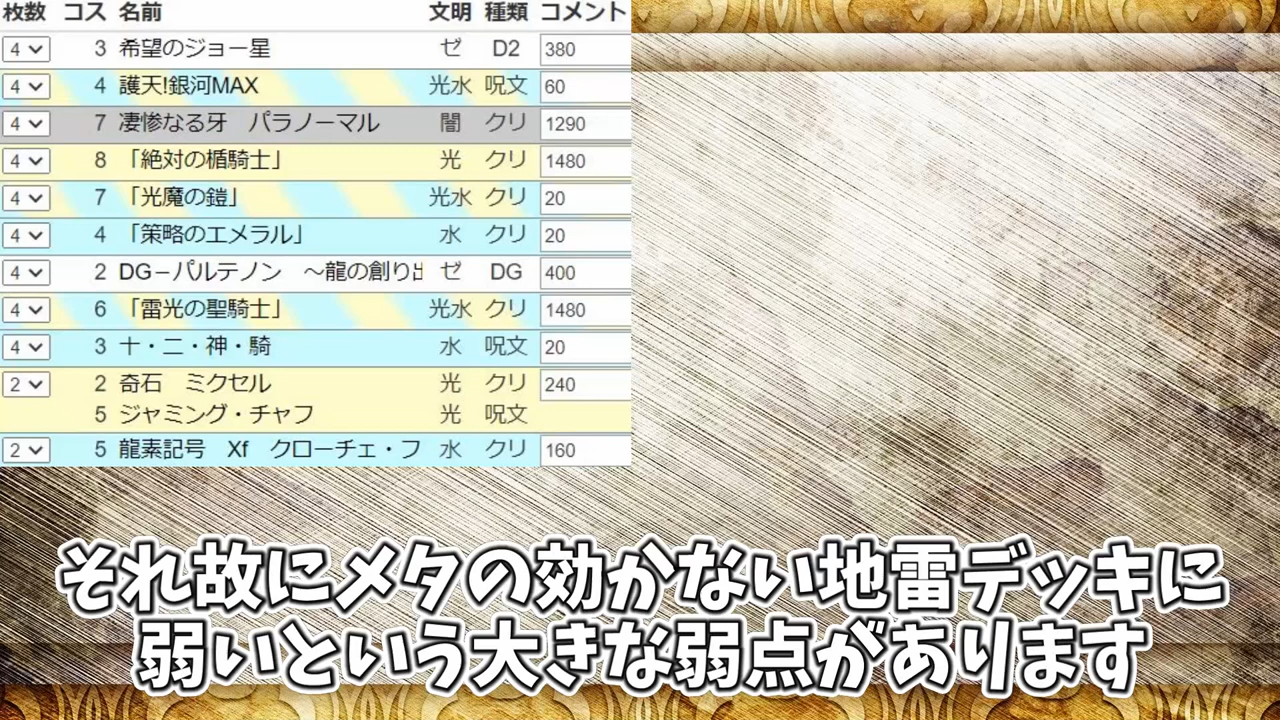 枚数 コス 名前 文明 種類 コメント
4 3 希望のジョー星 ゼ D2 380
4 4 護天!銀河MAX 光水 呪文 60
4 7 凄惨なる牙 パラノーマル 闇 クリ 1290
4 8 「絶対の楯騎士」 光 クリ 1480
4 7 「光魔の鎧」 光水 クリ 20
4 4 「策略のエメラル」 水 クリ 20
4 2 DG－パルテノン ～龍の創り出 ゼ DG 400
4 6 「雷光の聖騎士」 光水 クリ 1480
4 3 十・二・神・騎 水 呪文 20
2 2 奇石 ミクセル 光 クリ 240
5 ジャミング・チャフ 光 呪文
2 5 龍素記号 Xf クローチェ・フ 水 クリ 160
それ故にメタの効かない地雷デッキに
弱いという大きな弱点があります